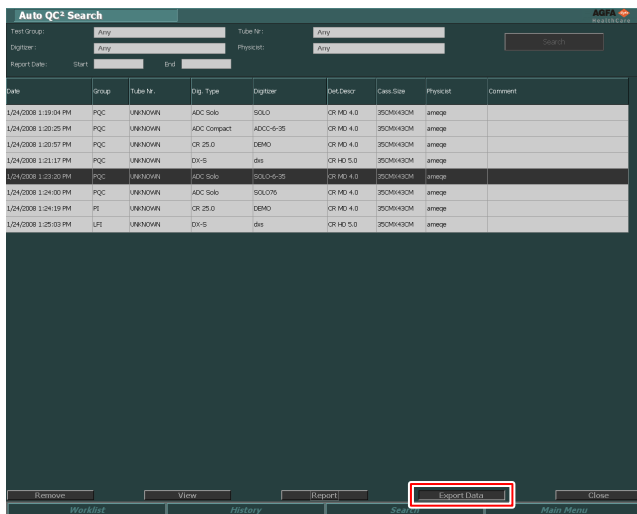 Auto QC² Search
AGFA
HealthCare
Test Group: Any Tube Nr: Any
Digitizer: Any Physicist: Any
Search
Report Date: Start End
Date Group Tube Nr. Dig. Type Digitizer Det.Descr Cass.Size Physicist Comment
1/24/2008 1:19:04 PM PQC UNKNOWN ADC Solo SOLO CR MD 4.0 35CMX43CM ameqe
1/24/2008 1:20:25 PM PQC UNKNOWN ADC Compact ADCC-6-35 CR MD 4.0 35CMX43CM ameqe
1/24/2008 1:20:57 PM PQC UNKNOWN CR 25.0 DEMO CR MD 4.0 35CMX43CM ameqe
1/24/2008 1:21:17 PM PQC UNKNOWN DX-S dxs CR HD 5.0 35CMX43CM ameqe
1/24/2008 1:23:20 PM PQC UNKNOWN ADC Solo SOLO-6-35 CR MD 4.0 35CMX43CM ameqe
1/24/2008 1:24:00 PM PQC UNKNOWN ADC Solo SOLO76 CR MD 4.0 35CMX43CM ameqe
1/24/2008 1:24:19 PM PI UNKNOWN CR 25.0 DEMO CR MD 4.0 35CMX43CM ameqe
1/24/2008 1:25:03 PM LFI UNKNOWN DX-S dxs CR HD 5.0 35CMX43CM ameqe
Remove View Report Export Data Close
Worklist History Search Main Menu